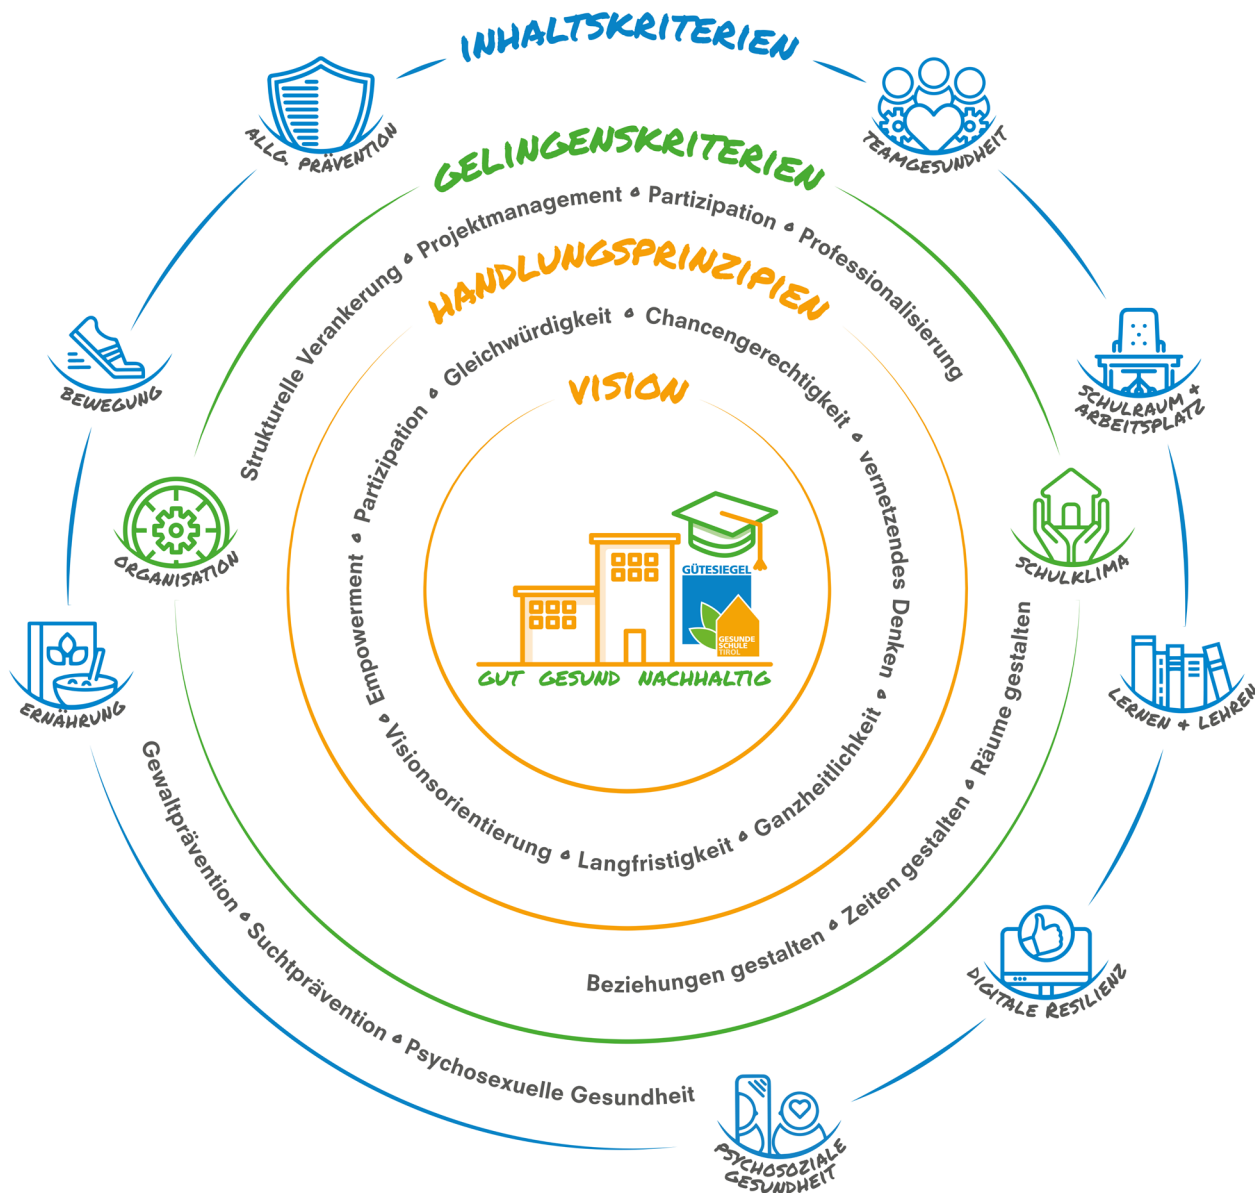 INHALTSKRITERIEN
ALLG. PRÄVENTION
TEAMGESUNDHEIT
SCHULRAUM +
ARBEITSPLATZ
LERNEN + LEHREN
DIGITALE RESILIENZ
PSYCHOSOZIALE
GESUNDHEIT
ERNÄHRUNG
BEWEGUNG
Gewaltprävention • Suchtprävention • Psychosexuelle Gesundheit
GELINGENSKRITERIEN
Strukturelle Verankerung • Projektmanagement • Partizipation • Professionalisierung
ORGANISATION
SCHULKLIMA
Beziehungen gestalten • Zeiten gestalten • Räume gestalten
HANDLUNGSPRINZIPIEN
Visionsorientierung • Empowerment • Partizipation • Gleichwürdigkeit • Chancengerechtigkeit • vernetzendes Denken • Ganzheitlichkeit • Langfristigkeit
VISION
GÜTESIEGEL
GESUNDE
SCHULE
TIROL
GUT GESUND NACHHALTIG